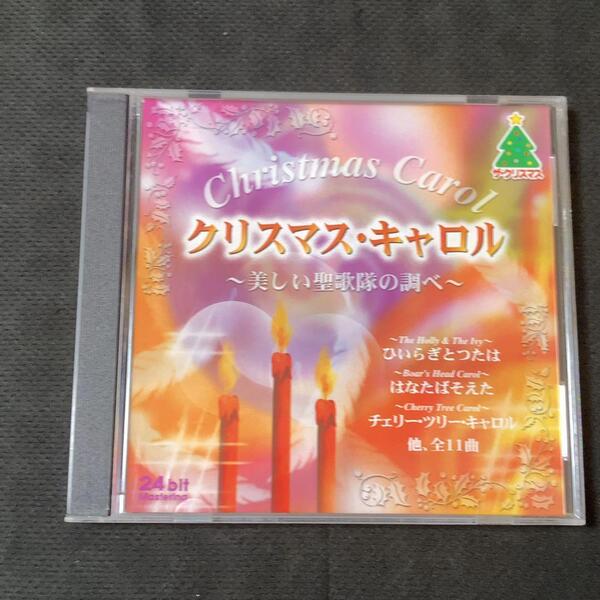 Christmas Carol
ザ・クリスマス
クリスマス・キャロル
～美しい聖歌隊の調べ～
～The Holly & The Ivy～
ひいらぎとつたは
～Boar's Head Carol～
はなたばそえた
～Cherry Tree Carol～
チェリー・ツリー・キャロル
他、全11曲
24bit
Mastering